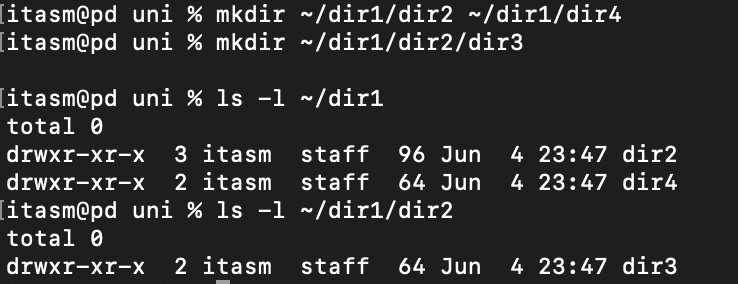 [itasm@pd uni % mkdir ~/dir1/dir2 ~/dir1/dir4
[itasm@pd uni % mkdir ~/dir1/dir2/dir3
[itasm@pd uni % ls -l ~/dir1
total 0
drwxr-xr-x  3 itasm  staff  96 Jun  4 23:47 dir2
drwxr-xr-x  2 itasm  staff  64 Jun  4 23:47 dir4
[itasm@pd uni % ls -l ~/dir1/dir2
total 0
drwxr-xr-x  2 itasm  staff  64 Jun  4 23:47 dir3